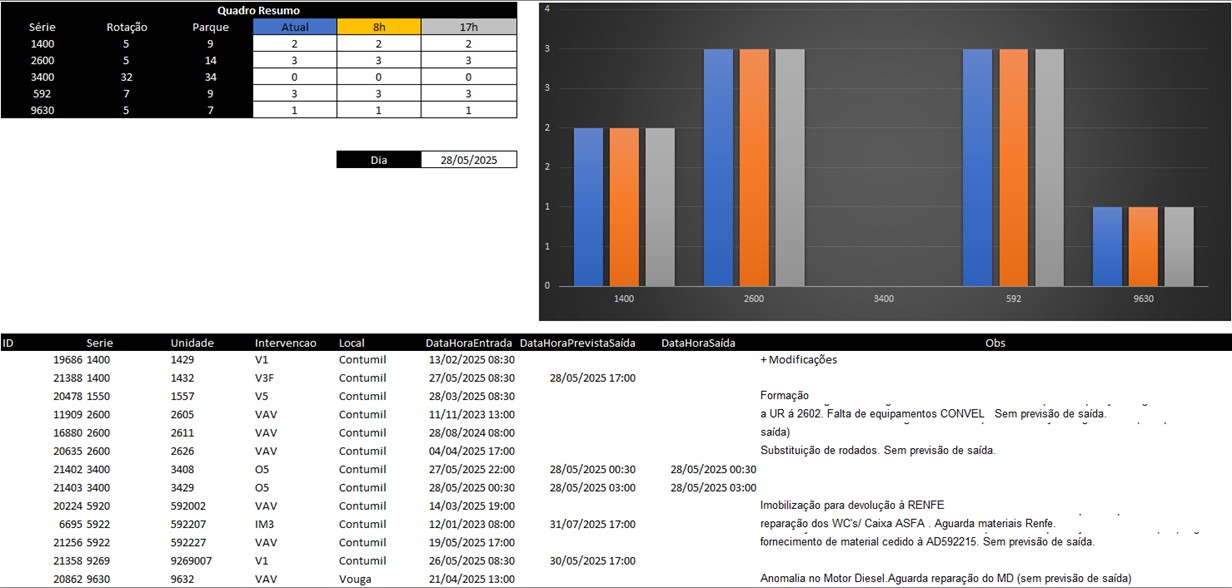 Quadro Resumo
Série Rotação Parque Atual 8h 17h
1400 5 9 2 2 2
2600 5 14 3 3 3
3400 32 34 0 0 0
592 7 9 3 3 3
9630 5 7 1 1 1
Dia 28/05/2025
4
3
3
2
2
1
1
0
1400 2600 3400 592 9630
ID Serie Unidade Intervencao Local DataHoraEntrada DataHoraPrevistaSaída DataHoraSaída Obs
19686 1400 1429 V1 Contumil 13/02/2025 08:30 + Modificações
21388 1400 1432 V3F Contumil 27/05/2025 08:30 28/05/2025 17:00
20478 1550 1557 V5 Contumil 28/03/2025 08:30 Formação
11909 2600 2605 VAV Contumil 11/11/2023 13:00 a UR á 2602. Falta de equipamentos CONVEL Sem previsão de saída.
16880 2600 2611 VAV Contumil 28/08/2024 08:00 saída)
20635 2600 2626 VAV Contumil 04/04/2025 17:00 Substituição de rodados. Sem previsão de saída.
21402 3400 3408 O5 Contumil 27/05/2025 22:00 28/05/2025 00:30 28/05/2025 00:30
21403 3400 3429 O5 Contumil 28/05/2025 00:30 28/05/2025 03:00 28/05/2025 03:00
20224 5920 592002 VAV Contumil 14/03/2025 19:00 Imobilização para devolução à RENFE
6695 5922 592207 IM3 Contumil 12/01/2023 08:00 31/07/2025 17:00 reparação dos WC's/ Caixa ASFA . Aguarda materiais Renfe.
21256 5922 592227 VAV Contumil 19/05/2025 17:00 fornecimento de material cedido à AD592215. Sem previsão de saída.
21358 9269 9269007 V1 Contumil 26/05/2025 08:30 30/05/2025 17:00
20862 9630 9632 VAV Vouga 21/04/2025 13:00 Anomalia no Motor Diesel.Aguarda reparação do MD (sem previsão de saída)